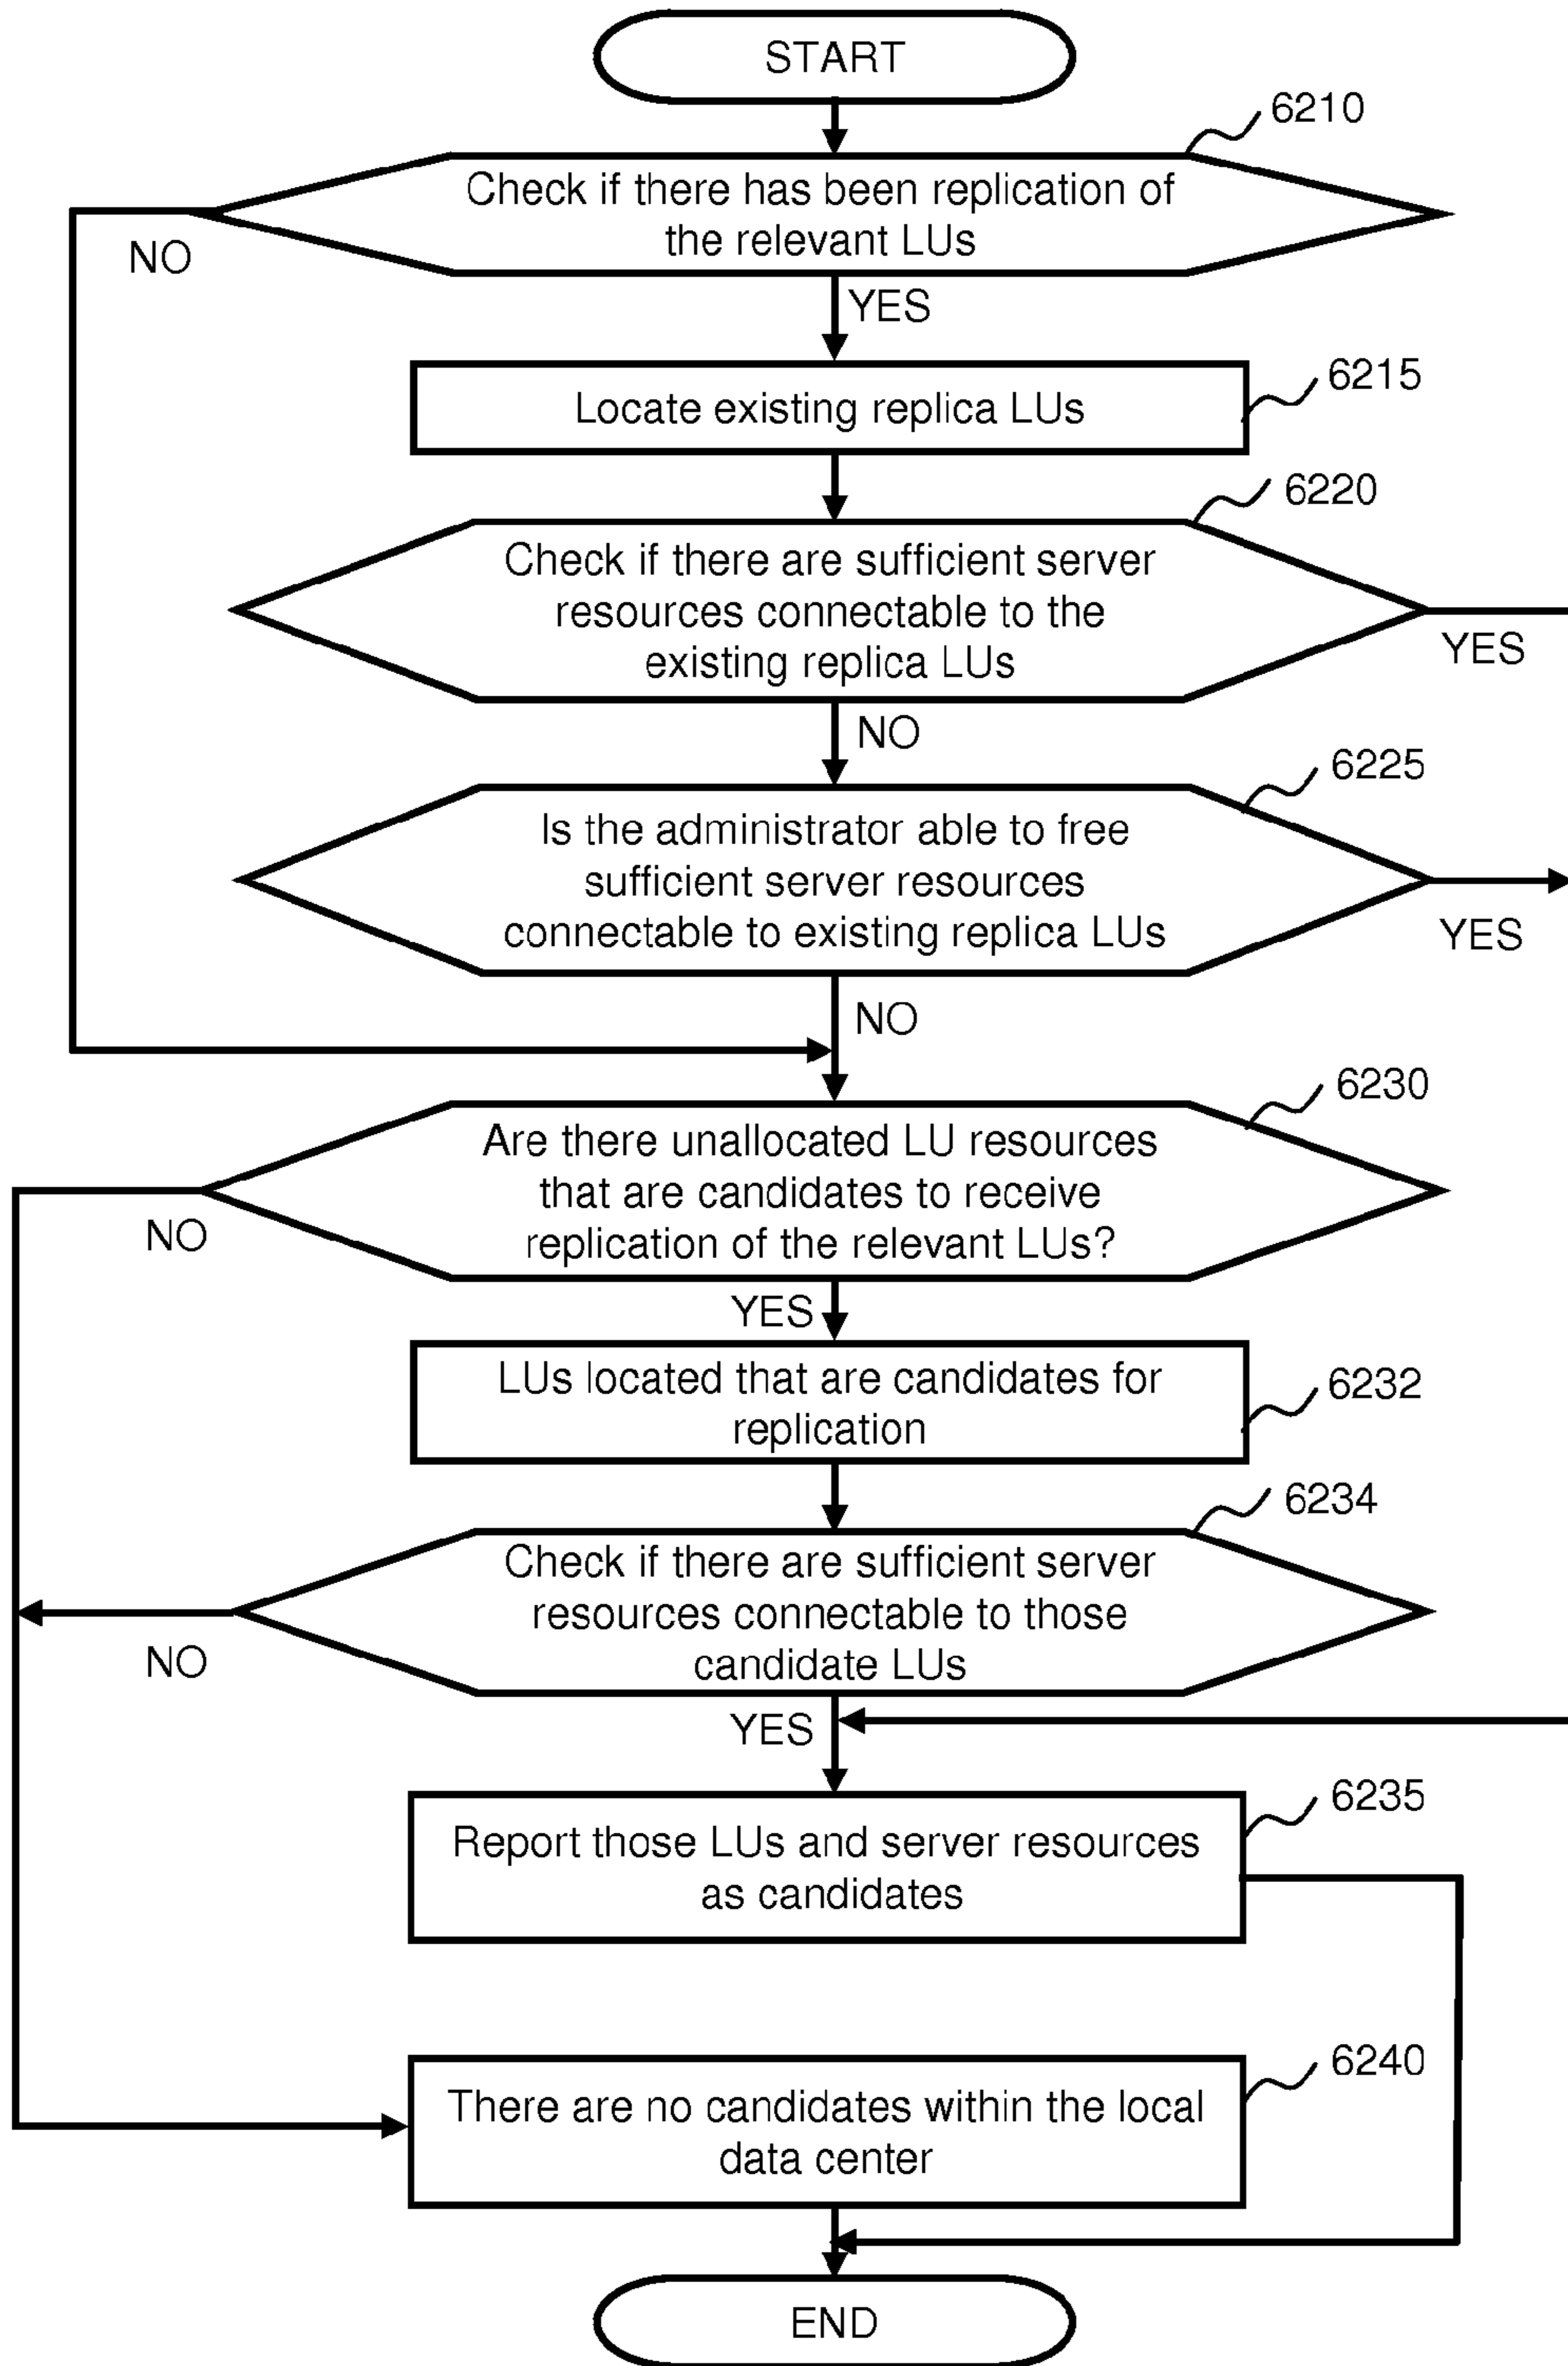 START
6210
Check if there has been replication of
the relevant LUs
NO
YES
6215
Locate existing replica LUs
6220
Check if there are sufficient server
resources connectable to the
existing replica LUs
YES
NO
6225
Is the administrator able to free
sufficient server resources
connectable to existing replica LUs
YES
NO
6230
Are there unallocated LU resources
that are candidates to receive
replication of the relevant LUs?
NO
YES
6232
LUs located that are candidates for
replication
6234
Check if there are sufficient server
resources connectable to those
candidate LUs
NO
YES
6235
Report those LUs and server resources
as candidates
6240
There are no candidates within the local
data center
END